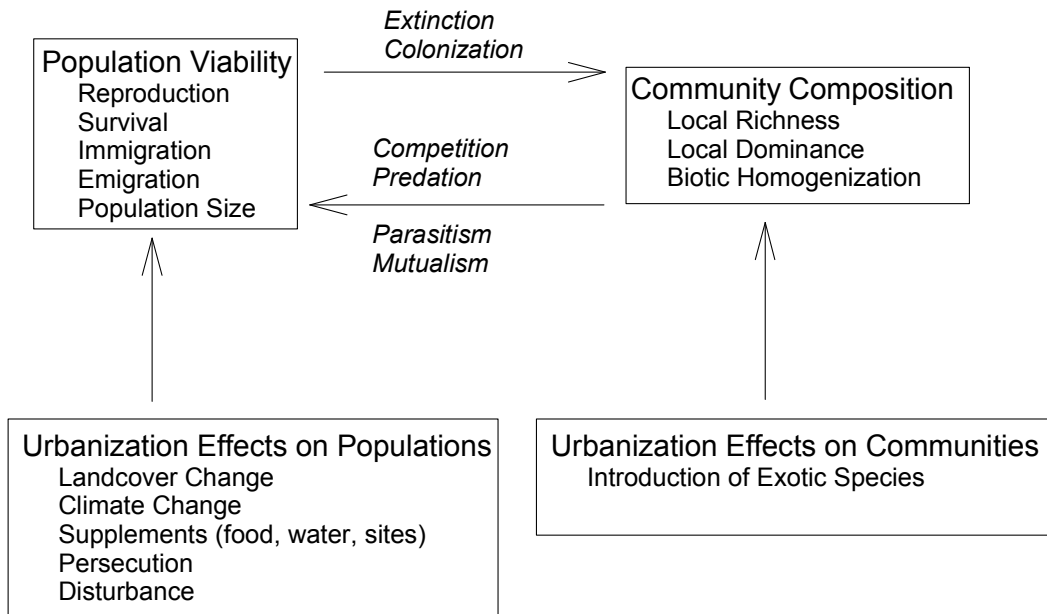 Extinction
Colonization
Population Viability
Reproduction
Survival
Immigration
Emigration
Population Size
Competition
Predation
Parasitism
Mutualism
Community Composition
Local Richness
Local Dominance
Biotic Homogenization
Urbanization Effects on Populations
Landcover Change
Climate Change
Supplements (food, water, sites)
Persecution
Disturbance
Urbanization Effects on Communities
Introduction of Exotic Species